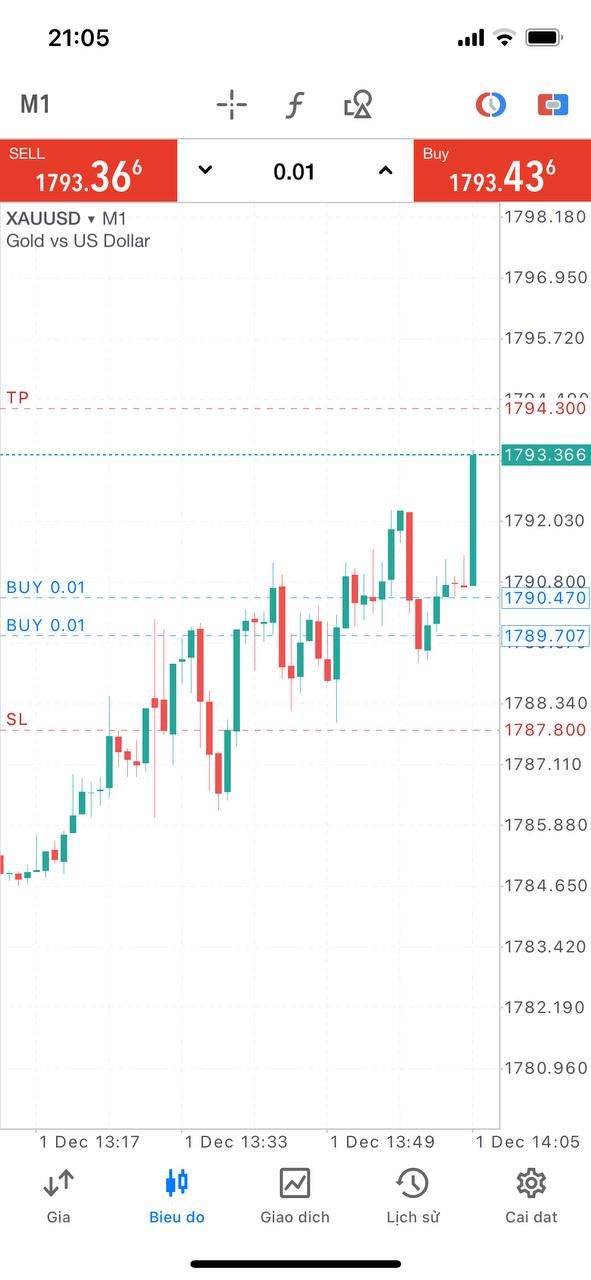 21:05
M1
f
SELL
1793.36⁶
0.01
Buy
1793.43⁶
XAUUSD ▾ M1
Gold vs US Dollar
1798.180
1796.950
1795.720
TP
1794.300
1793.366
1792.030
1790.800
BUY 0.01
1790.470
BUY 0.01
1789.707
1788.340
SL
1787.800
1787.110
1785.880
1784.650
1783.420
1782.190
1780.960
1 Dec 13:17
1 Dec 13:33
1 Dec 13:49
1 Dec 14:05
Gia
Bieu do
Giao dich
Lịch sử
Cai dat